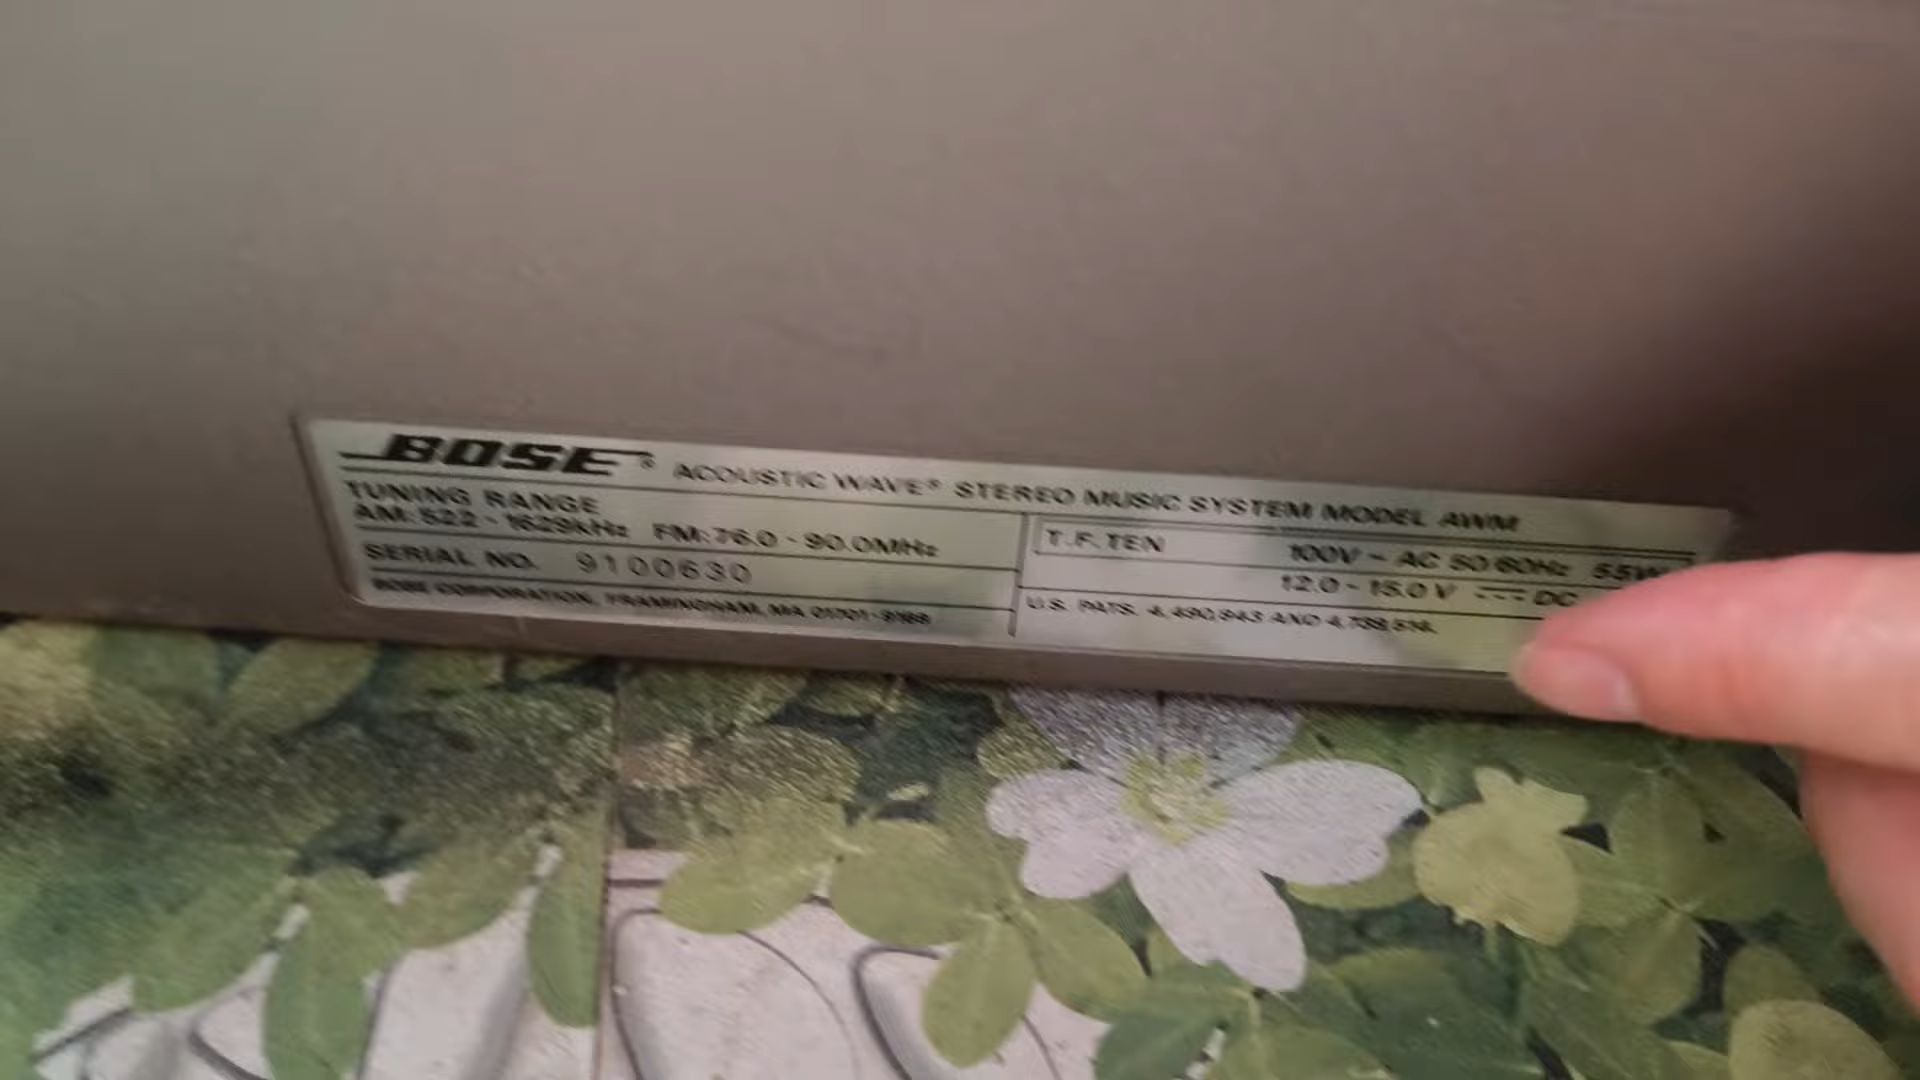 BOSE® ACOUSTIC WAVE® STEREO MUSIC SYSTEM MODEL AWM
TUNING RANGE
AM: 522 - 1629kHz FM: 76.0 - 90.0MHz
SERIAL NO. 9100630
BOSE CORPORATION, FRAMINGHAM, MA 01701-9168
T.F. TEN 100V ~ AC 50/60Hz 55W
12.0 - 15.0 V ⎓ DC
U.S. PATS. 4,490,843 AND 4,738,514.